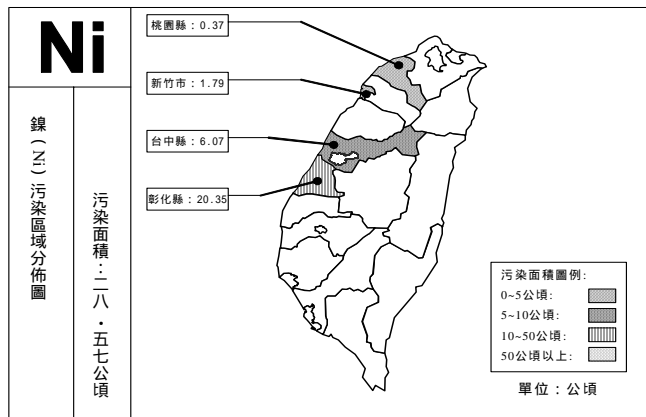 Ni
鎳(Ni)污染區域分佈圖
污染面積：二八．五七公頃
桃園縣：0.37
新竹市：1.79
台中縣：6.07
彰化縣：20.35
污染面積圖例:
0~5公頃:
5~10公頃:
10~50公頃:
50公頃以上:
單位：公頃